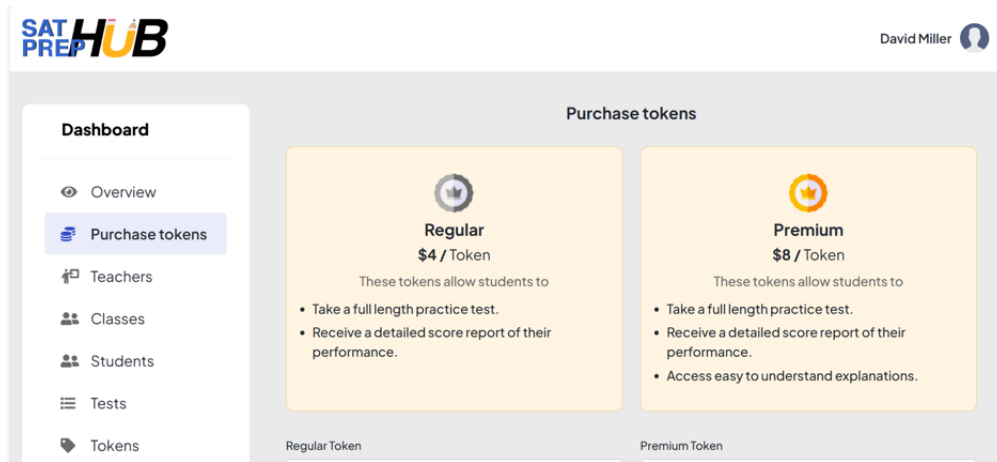 SAT
PREP HUB
David Miller
Dashboard
Overview
Purchase tokens
Teachers
Classes
Students
Tests
Tokens
Purchase tokens
Regular
$4 / Token
These tokens allow students to
• Take a full length practice test.
• Receive a detailed score report of their
performance.
Premium
$8 / Token
These tokens allow students to
• Take a full length practice test.
• Receive a detailed score report of their
performance.
• Access easy to understand explanations.
Regular Token
Premium Token